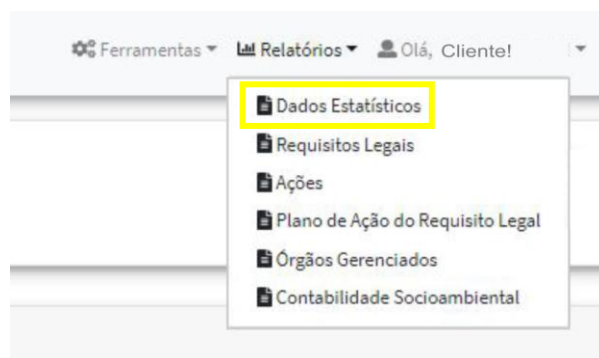 Ferramentas Relatórios Olá, Cliente!
Dados Estatísticos
Requisitos Legais
Ações
Plano de Ação do Requisito Legal
Órgãos Gerenciados
Contabilidade Socioambiental